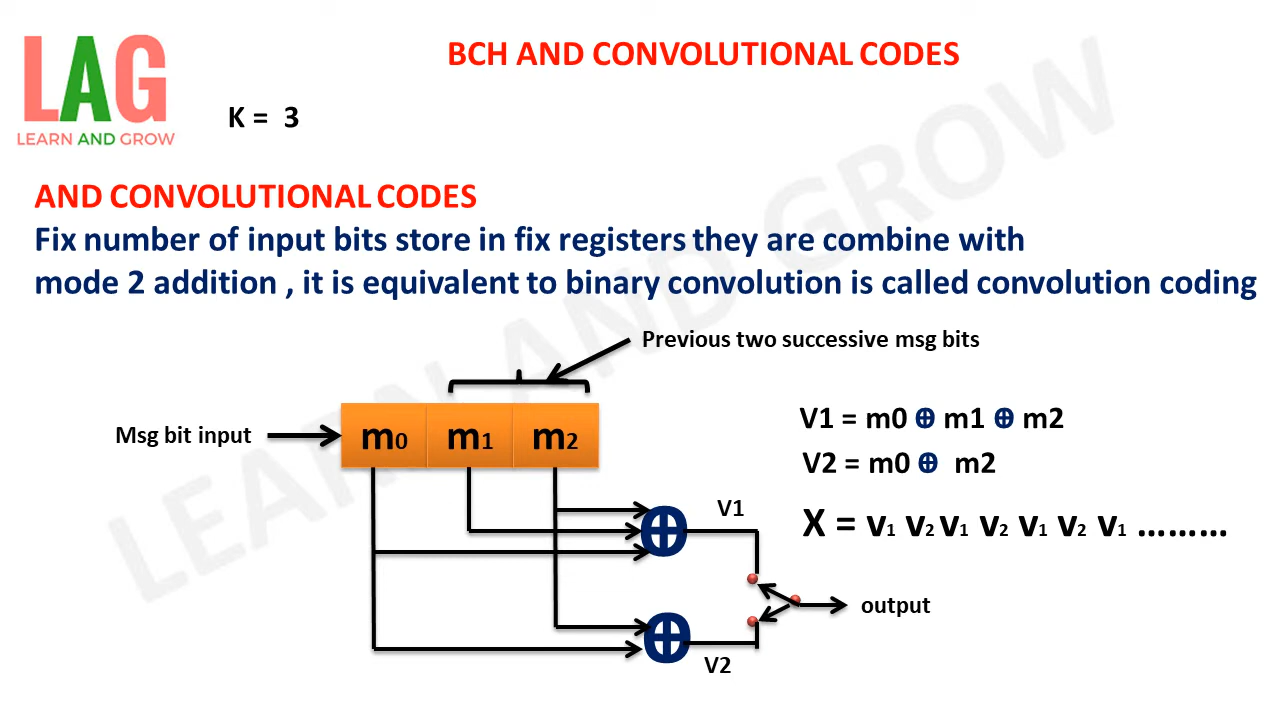 LAG
LEARN AND GROW
BCH AND CONVOLUTIONAL CODES
K = 3
AND CONVOLUTIONAL CODES
Fix number of input bits store in fix registers they are combine with
mode 2 addition , it is equivalent to binary convolution is called convolution coding
Previous two successive msg bits
Msg bit input
m0 m1 m2
V1 = m0 ⊕ m1 ⊕ m2
V2 = m0 ⊕ m2
X = v1 v2 v1 v2 v1 v2 v1 .........
V1
⊕
output
⊕
V2
LEARN AND GROW